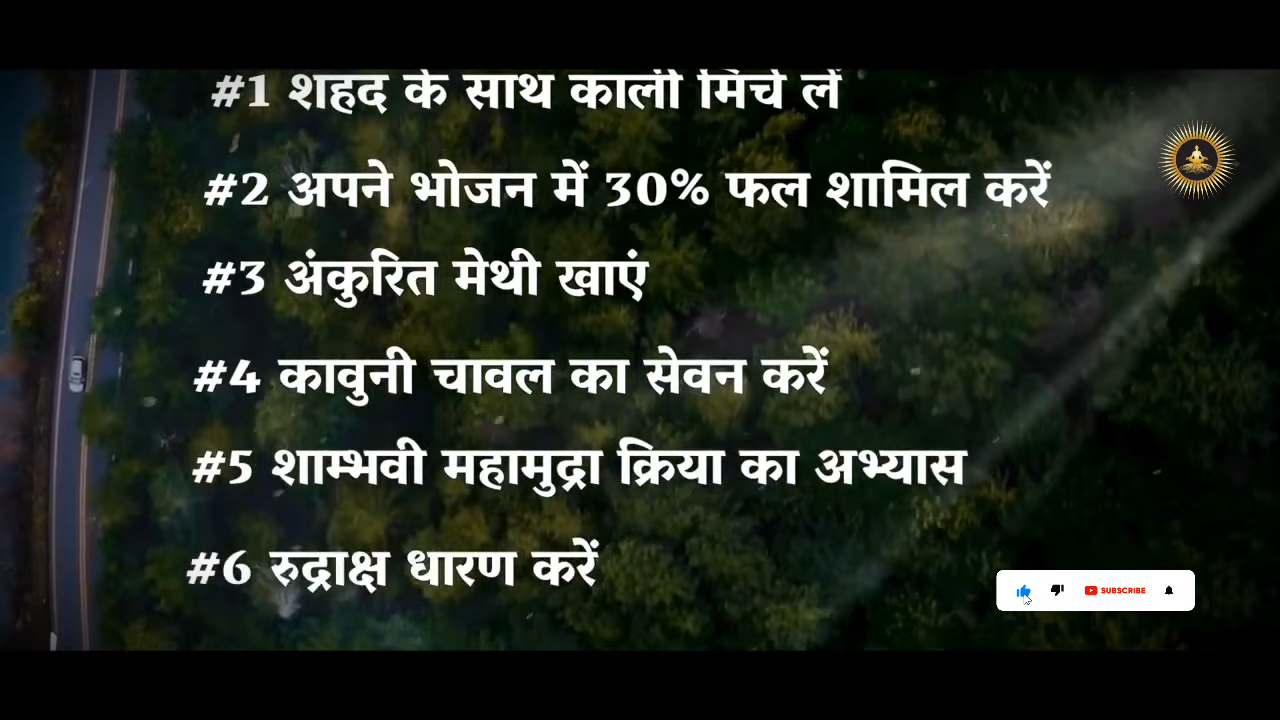 #1 शहद के साथ काली मिर्च लें
#2 अपने भोजन में 30% फल शामिल करें
#3 अंकुरित मेथी खाएं
#4 कावुनी चावल का सेवन करें
#5 शाम्भवी महामुद्रा क्रिया का अभ्यास
#6 रुद्राक्ष धारण करें
SUBSCRIBE